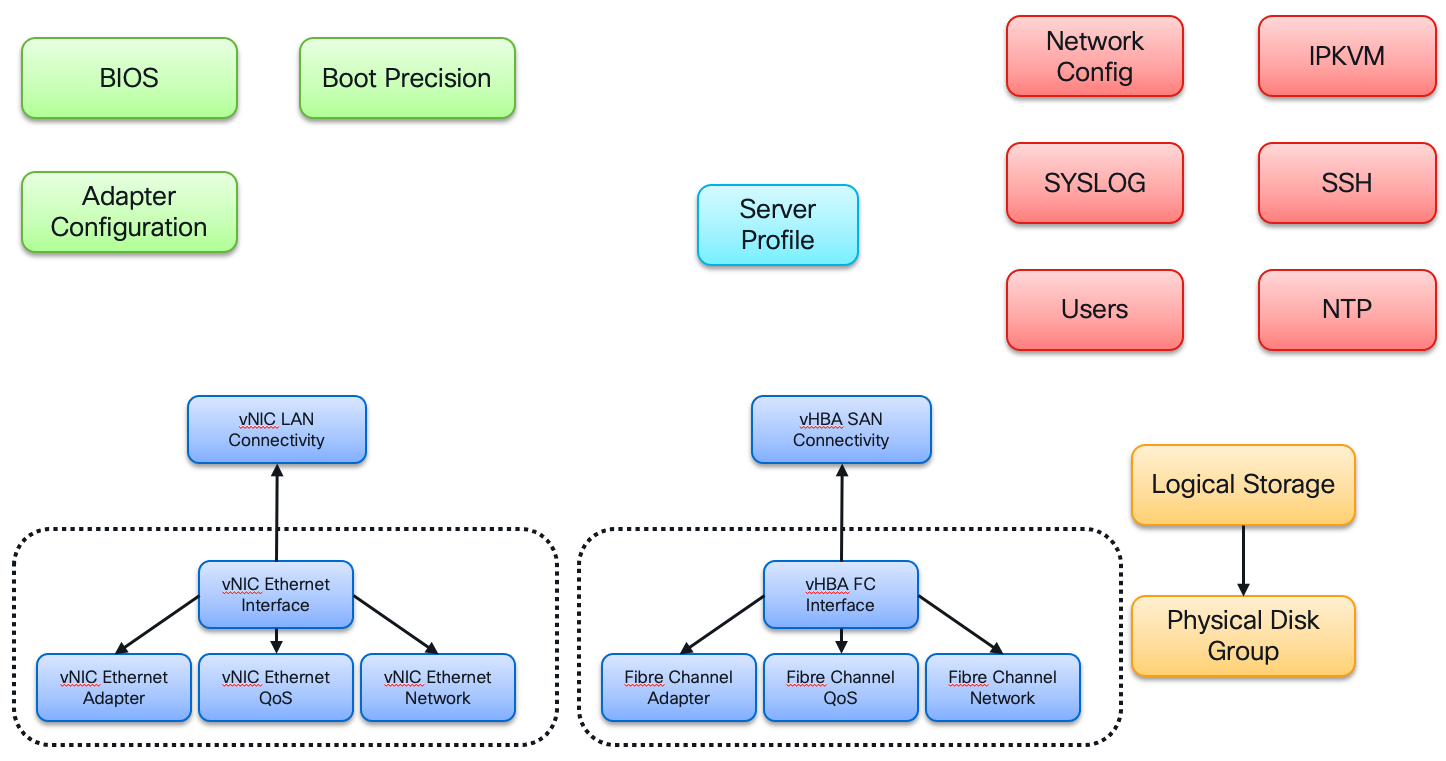 BIOS
Boot Precision
Network
Config
IPKVM
Adapter
Configuration
Server
Profile
SYSLOG
SSH
Users
NTP
vNIC LAN
Connectivity
vHBA SAN
Connectivity
Logical Storage
vNIC Ethernet
Interface
vHBA FC
Interface
Physical Disk
Group
vNIC Ethernet
Adapter
vNIC Ethernet
QoS
vNIC Ethernet
Network
Fibre Channel
Adapter
Fibre Channel
QoS
Fibre Channel
Network